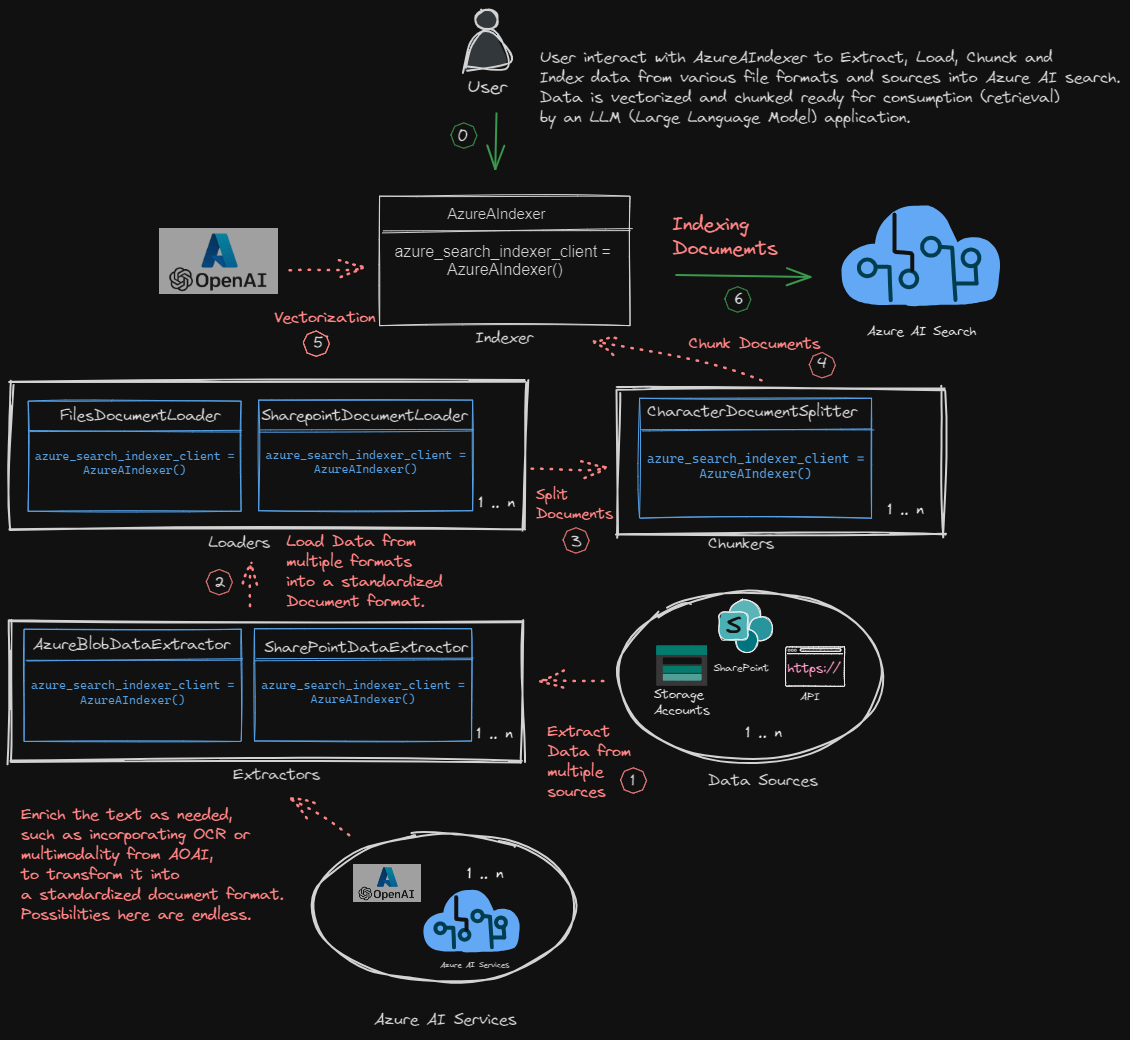 User
User interact with AzureAIndexer to Extract, Load, Chunck and
Index data from various file formats and sources into Azure AI search.
Data is vectorized and chunked ready for consumption (retrieval)
by an LLM (Large Language Model) application.
0
AzureAIndexer
azure_search_indexer_client =
AzureAIndexer()
Indexer
OpenAI
Vectorization
5
Indexing
Documemts
6
Azure AI Search
Chunk Documents
4
FilesDocumentLoader
azure_search_indexer_client =
AzureAIndexer()
SharepointDocumentLoader
azure_search_indexer_client =
AzureAIndexer()
1 .. n
Loaders
Split
Documents
3
CharacterDocumentSplitter
azure_search_indexer_client =
AzureAIndexer()
1 .. n
Chunkers
2
Load Data from
multiple formats
into a standardized
Document format.
AzureBlobDataExtractor
azure_search_indexer_client =
AzureAIndexer()
SharePointDataExtractor
azure_search_indexer_client =
AzureAIndexer()
1 .. n
Extractors
Extract
Data from
multiple
sources
1
S
SharePoint
Storage
Accounts
https://
API
1 .. n
Data Sources
Enrich the text as needed,
such as incorporating OCR or
multimodality from AOAI,
to transform it into
a standardized document format.
Possibilities here are endless.
OpenAI
1 .. n
Azure AI Services
Azure AI Services